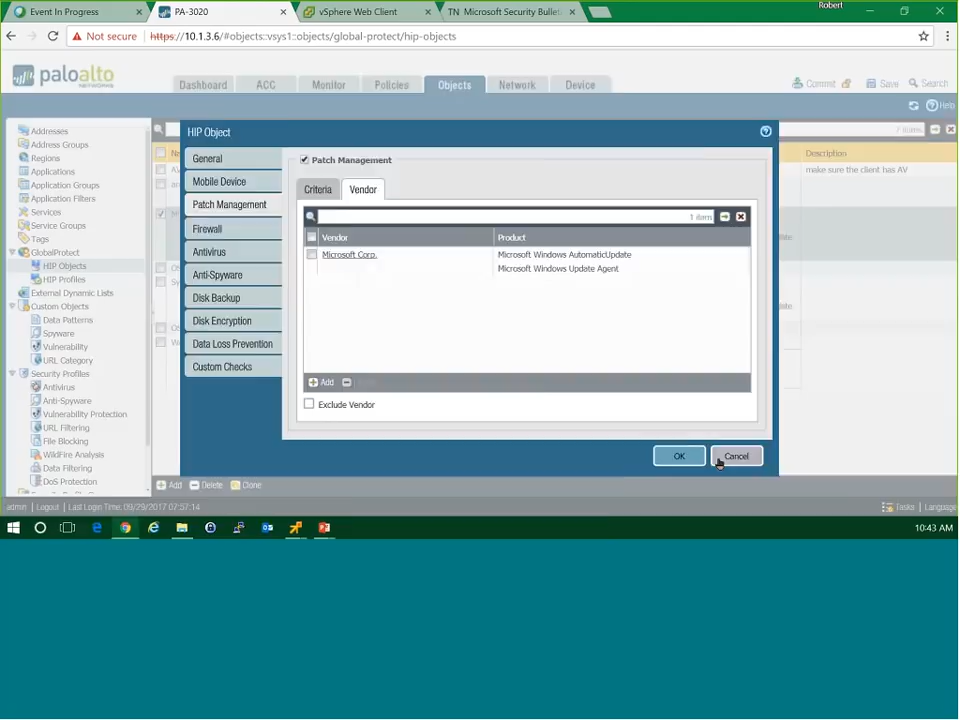 Robert
Event In Progress
PA-3020
vSphere Web Client
TN Microsoft Security Bullet
Not secure
https://10.1.3.6/#objects::vsys1::objects/global-protect/hip-objects
paloalto
NETWORKS
Dashboard ACC Monitor Policies Objects Network Device
Commit Save Search
Help
Addresses
Address Groups
Regions
Applications
Application Groups
Application Filters
Services
Service Groups
Tags
GlobalProtect
HIP Objects
HIP Profiles
External Dynamic Lists
Custom Objects
Data Patterns
Spyware
Vulnerability
URL Category
Security Profiles
Antivirus
Anti-Spyware
Vulnerability Protection
URL Filtering
File Blocking
WildFire Analysis
Data Filtering
DoS Protection
7 items
Description
make sure the client has AV
HIP Object
General
Mobile Device
Patch Management
Firewall
Antivirus
Anti-Spyware
Disk Backup
Disk Encryption
Data Loss Prevention
Custom Checks
Patch Management
Criteria Vendor
1 item
Vendor Product
Microsoft Corp. Microsoft Windows AutomaticUpdate
Microsoft Windows Update Agent
Add
Exclude Vendor
OK Cancel
Add Delete Clone
admin | Logout | Last Login Time: 09/29/2017 07:57:14
Tasks | Language
10:43 AM